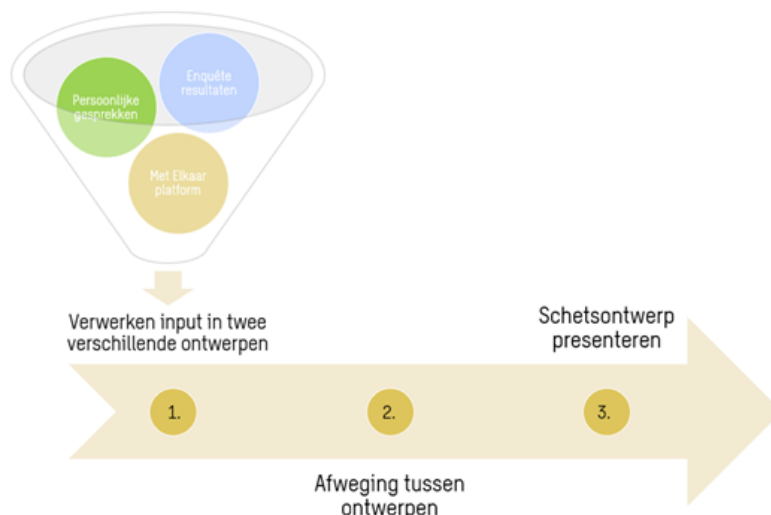 Persoonlijke
gesprekken
Enquête
resultaten
Met Elkaar
platform
Verwerken input in twee
verschillende ontwerpen
Schetsontwerp
presenteren
1.
2.
3.
Afweging tussen
ontwerpen